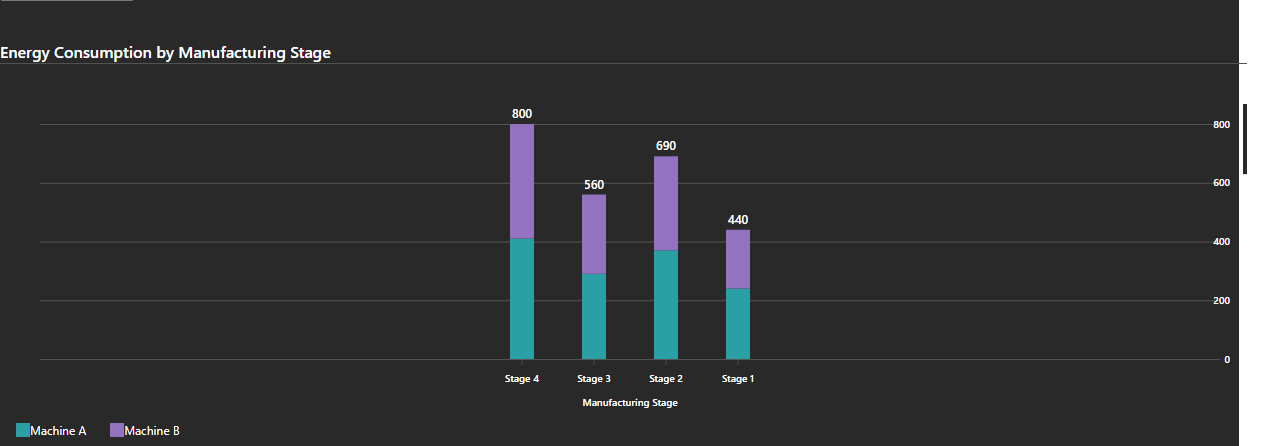 Energy Consumption by Manufacturing Stage
800
690
560
440
800
600
400
200
0
Stage 4 Stage 3 Stage 2 Stage 1
Manufacturing Stage
Machine A Machine B